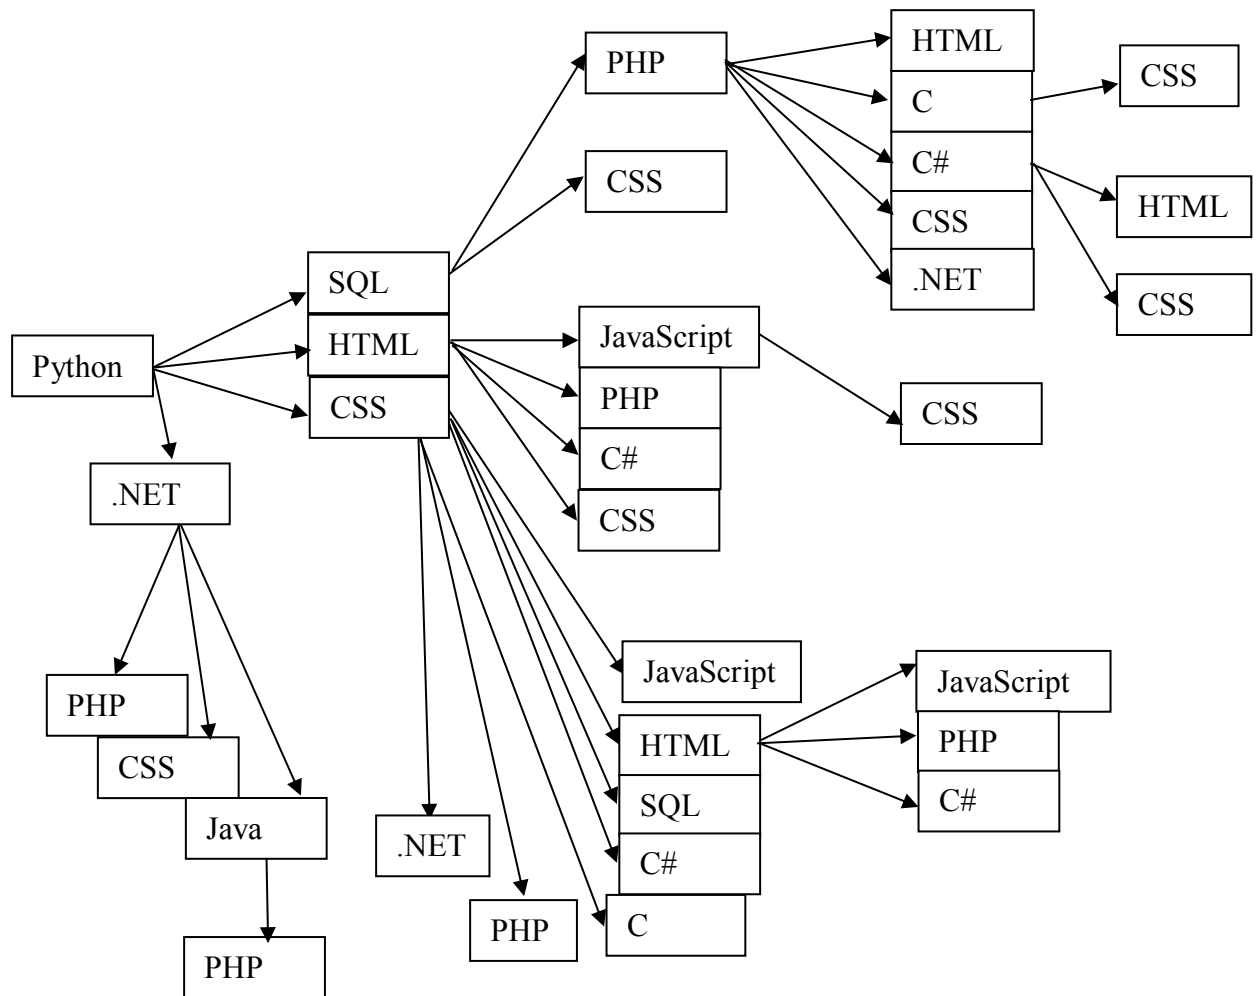 HTML
PHP
CSS
C
C#
CSS
HTML
CSS
.NET
SQL
CSS
JavaScript
HTML
Python
PHP
CSS
CSS
C#
.NET
CSS
JavaScript
JavaScript
PHP
HTML
PHP
CSS
SQL
C#
Java
.NET
C#
PHP
C
PHP